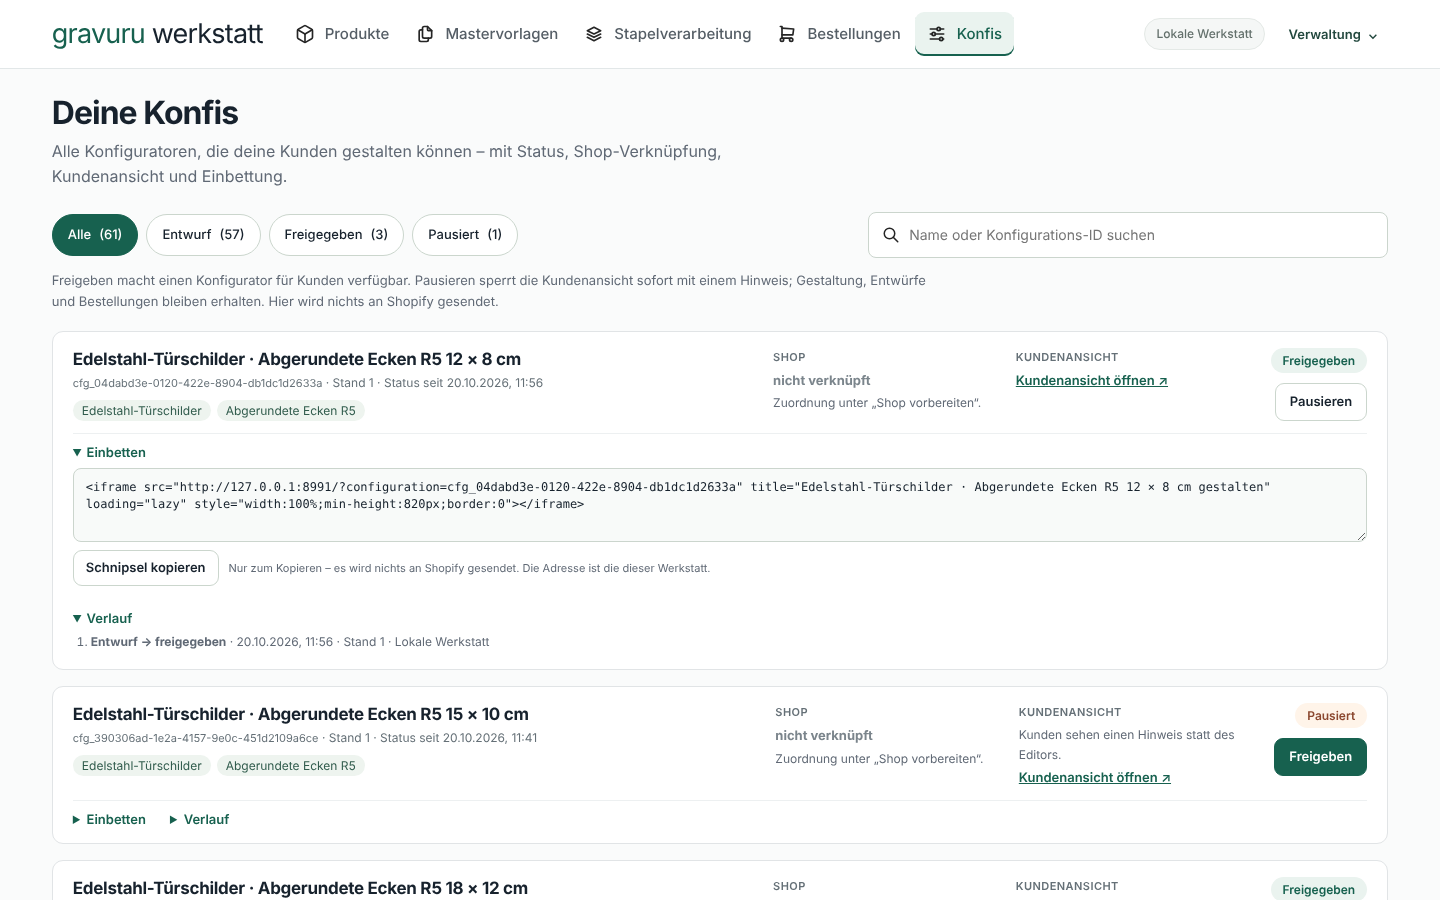 gravuru werkstatt
Produkte
Mastervorlagen
Stapelverarbeitung
Bestellungen
Konfis
Lokale Werkstatt
Verwaltung
Deine Konfis
Alle Konfiguratoren, die deine Kunden gestalten können – mit Status, Shop-Verknüpfung,
Kundenansicht und Einbettung.
Alle (61)
Entwurf (57)
Freigegeben (3)
Pausiert (1)
Name oder Konfigurations-ID suchen
Freigeben macht einen Konfigurator für Kunden verfügbar. Pausieren sperrt die Kundenansicht sofort mit einem Hinweis; Gestaltung, Entwürfe
und Bestellungen bleiben erhalten. Hier wird nichts an Shopify gesendet.
Edelstahl-Türschilder · Abgerundete Ecken R5 12 × 8 cm
cfg_04dabd3e-0120-422e-8904-db1dc1d2633a · Stand 1 · Status seit 20.10.2026, 11:56
Edelstahl-Türschilder
Abgerundete Ecken R5
SHOP
nicht verknüpft
Zuordnung unter „Shop vorbereiten“.
KUNDENANSICHT
Kundenansicht öffnen ↗
Freigegeben
Pausieren
▼ Einbetten
<iframe src="http://127.0.0.1:8991/?configuration=cfg_04dabd3e-0120-422e-8904-db1dc1d2633a" title="Edelstahl-Türschilder · Abgerundete Ecken R5 12 × 8 cm gestalten"
loading="lazy" style="width:100%;min-height:820px;border:0"></iframe>
Schnipsel kopieren
Nur zum Kopieren – es wird nichts an Shopify gesendet. Die Adresse ist die dieser Werkstatt.
▼ Verlauf
1. Entwurf → freigegeben · 20.10.2026, 11:56 · Stand 1 · Lokale Werkstatt
Edelstahl-Türschilder · Abgerundete Ecken R5 15 × 10 cm
cfg_390306ad-1e2a-4157-9e0c-451d2109a6ce · Stand 1 · Status seit 20.10.2026, 11:41
Edelstahl-Türschilder
Abgerundete Ecken R5
SHOP
nicht verknüpft
Zuordnung unter „Shop vorbereiten“.
KUNDENANSICHT
Kunden sehen einen Hinweis statt des
Editors.
Kundenansicht öffnen ↗
Pausiert
Freigeben
▶ Einbetten
▶ Verlauf
Edelstahl-Türschilder · Abgerundete Ecken R5 18 × 12 cm
SHOP
KUNDENANSICHT
Freigegeben